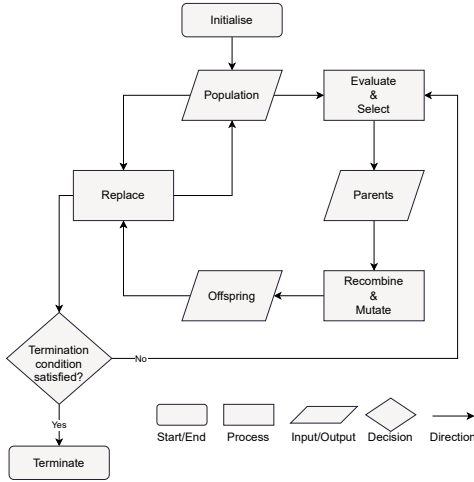 Initialise
Population
Evaluate
&
Select
Replace
Parents
Offspring
Recombine
&
Mutate
Termination
condition
satisfied?
No
Yes
Terminate
Start/End
Process
Input/Output
Decision
Direction